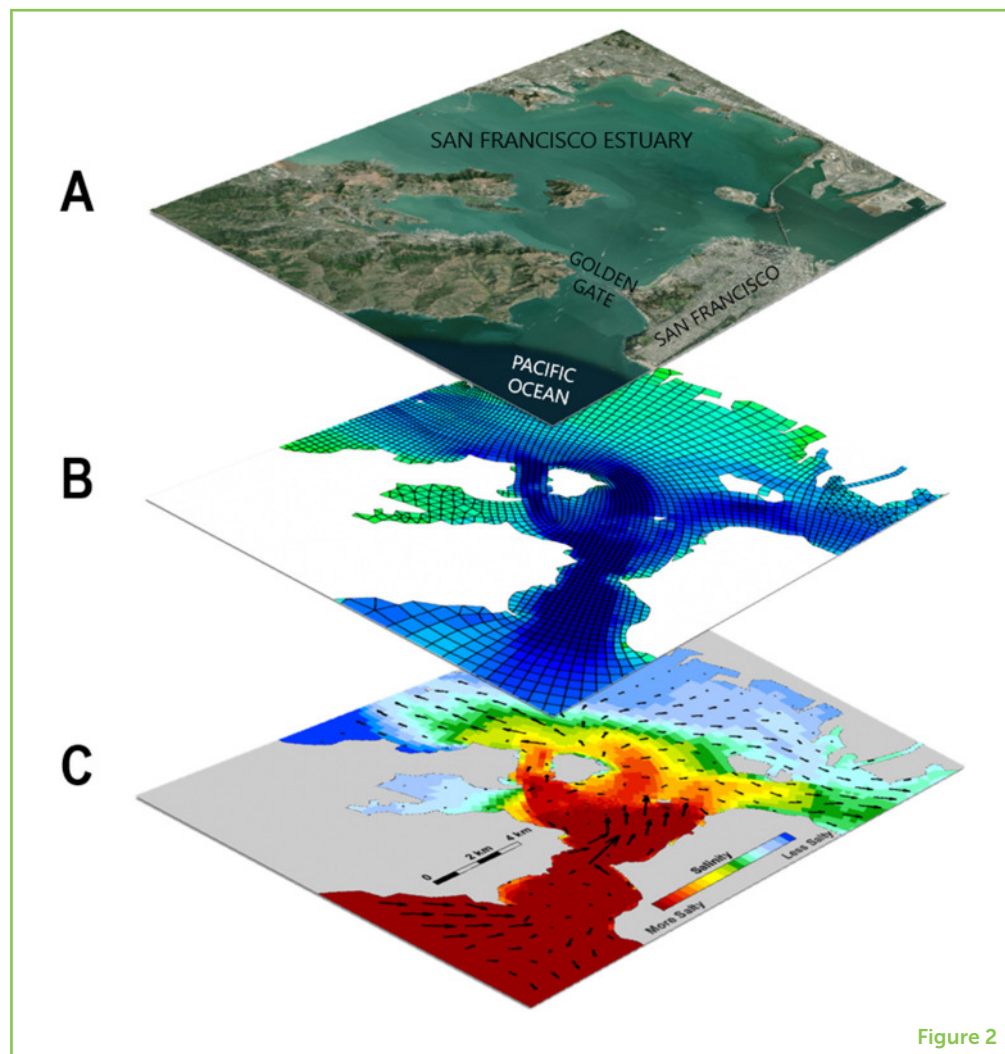 A
SAN FRANCISCO ESTUARY
GOLDEN
GATE
SAN FRANCISCO
PACIFIC
OCEAN
B
C
0 2 km 4 km
Salinity
More Salty Less Salty
Figure 2